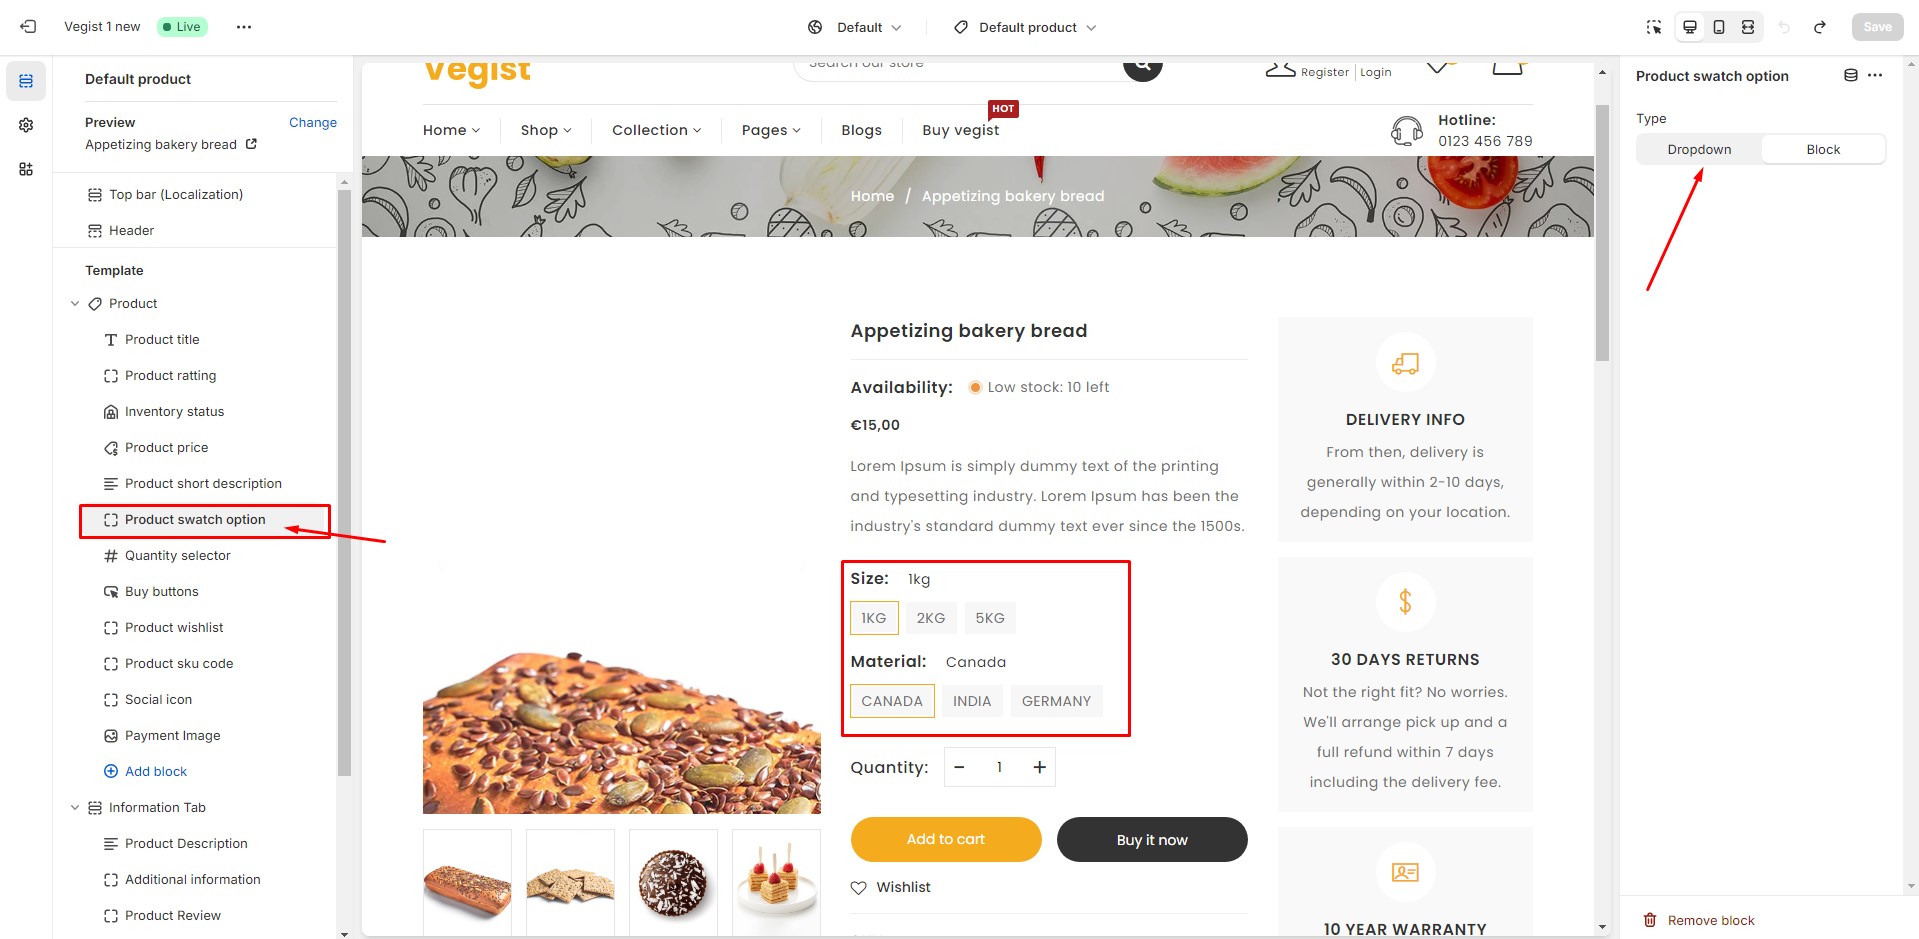 Vegist 1 new
Live
Default
Default product
Save
Default product
Preview
Change
Appetizing bakery bread
Top bar (Localization)
Header
Template
Product
Product title
Product ratting
Inventory status
Product price
Product short description
Product swatch option
Quantity selector
Buy buttons
Product wishlist
Product sku code
Social icon
Payment Image
Add block
Information Tab
Product Description
Additional information
Product Review
Vegist
Search our store
Register
Login
Home
Shop
Collection
Pages
Blogs
Buy vegist
HOT
Hotline:
0123 456 789
Home / Appetizing bakery bread
Appetizing bakery bread
Availability: Low stock: 10 left
€15,00
Lorem Ipsum is simply dummy text of the printing
and typesetting industry. Lorem Ipsum has been the
industry's standard dummy text ever since the 1500s.
Size: 1kg
1KG 2KG 5KG
Material: Canada
CANADA INDIA GERMANY
Quantity: − 1 +
Add to cart
Buy it now
Wishlist
DELIVERY INFO
From then, delivery is
generally within 2-10 days,
depending on your location.
30 DAYS RETURNS
Not the right fit? No worries.
We'll arrange pick up and a
full refund within 7 days
including the delivery fee.
10 YEAR WARRANTY
Product swatch option
Type
Dropdown
Block
Remove block